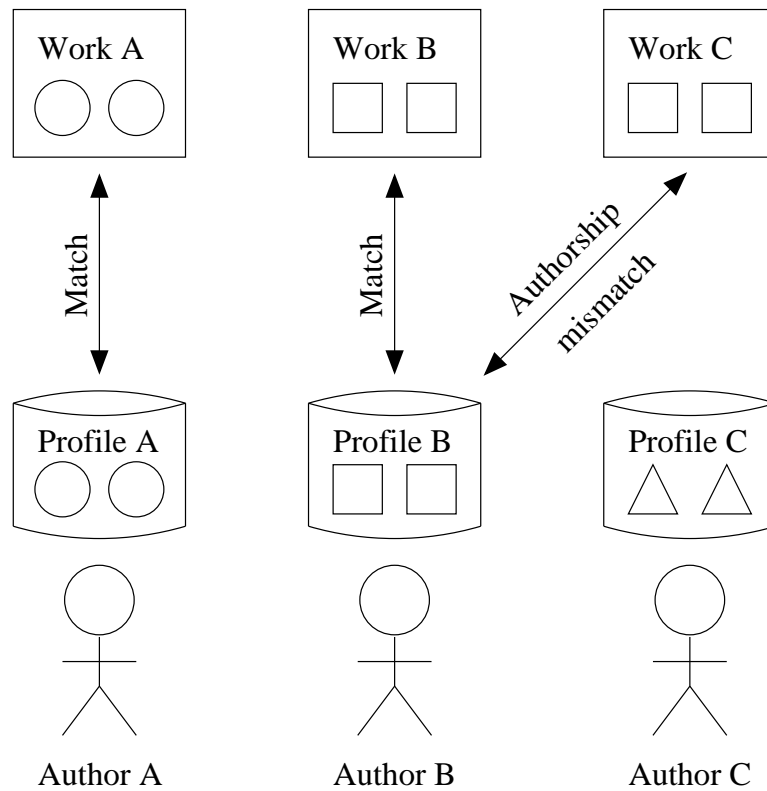 Work A
Work B
Work C
Match
Match
Authorship
mismatch
Profile A
Profile B
Profile C
Author A
Author B
Author C